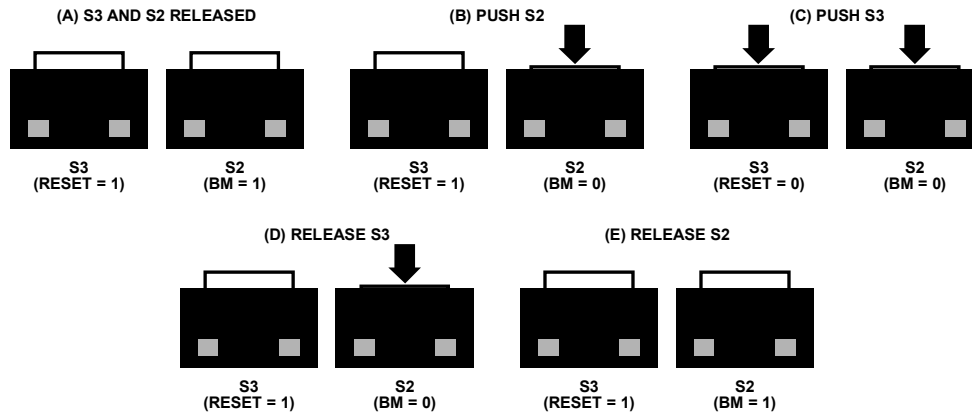 (A) S3 AND S2 RELEASED
S3
(RESET = 1)
S2
(BM = 1)
(B) PUSH S2
S3
(RESET = 1)
S2
(BM = 0)
(C) PUSH S3
S3
(RESET = 0)
S2
(BM = 0)
(D) RELEASE S3
S3
(RESET = 1)
S2
(BM = 0)
(E) RELEASE S2
S3
(RESET = 1)
S2
(BM = 1)